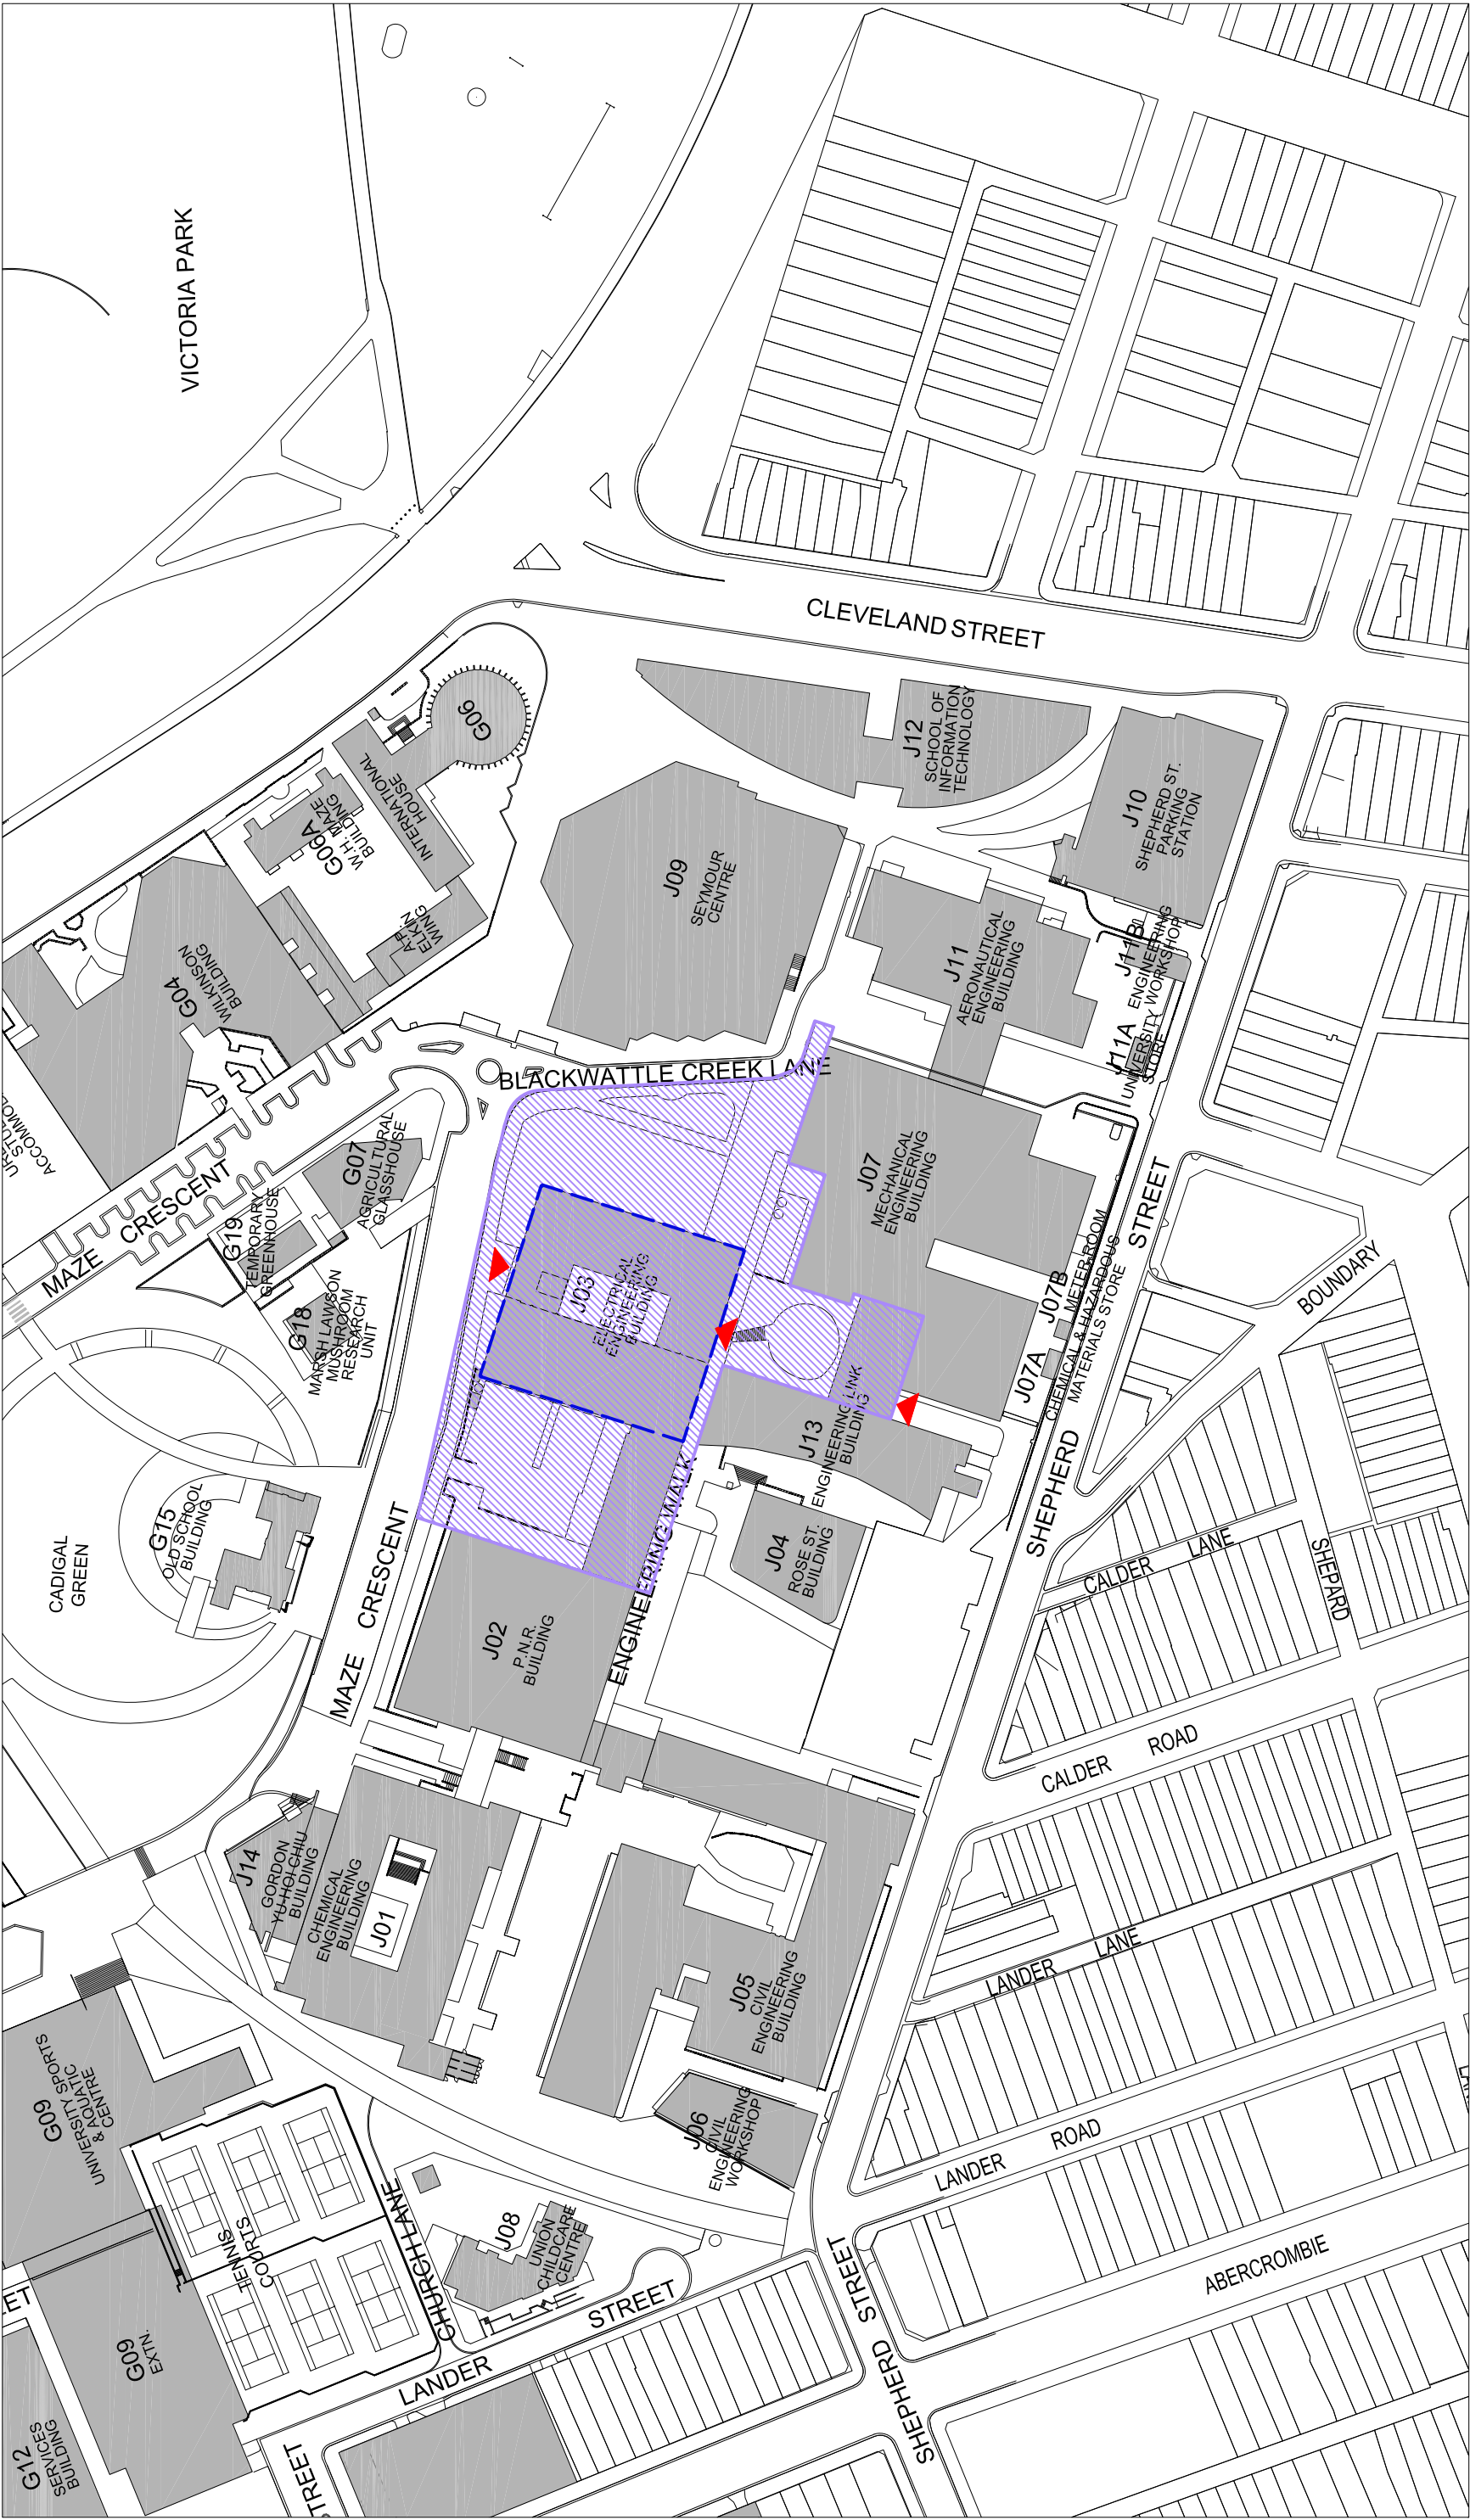 VICTORIA PARK
CLEVELAND STREET
G06
INTERNATIONAL
HOUSE
G06A
W.H. MAZE
BUILDING
A.P.
ELKIN
WING
G04
WILKINSON
BUILDING
J12
SCHOOL OF
INFORMATION
TECHNOLOGY
J10
SHEPHERD ST.
PARKING
STATION
J09
SEYMOUR
CENTRE
J11
AERONAUTICAL
ENGINEERING
BUILDING
J11B
ENGINEERING
WORKSHOP
J11A
UNIVERSITY
STORE
BLACKWATTLE CREEK LANE
ACCOMMOD
MAZE CRESCENT
G07
AGRICULTURAL
GLASSHOUSE
G19
TEMPORARY
GREENHOUSE
G18
MARSH LAWSON
MUSHROOM
RESEARCH
UNIT
J03
ELECTRICAL
ENGINEERING
BUILDING
J07
MECHANICAL
ENGINEERING
BUILDING
J07B
METER ROOM
J07A
CHEMICAL & HAZARDOUS
MATERIALS STORE
SHEPHERD STREET
BOUNDARY
J13
ENGINEERING LINK
BUILDING
J04
ROSE ST.
BUILDING
ENGINEERING WALK
G15
OLD SCHOOL
BUILDING
CADIGAL
GREEN
MAZE CRESCENT
J02
P.N.R.
BUILDING
CALDER LANE
SHEPARD
CALDER ROAD
J14
GORDON
YU-HOI CHIU
BUILDING
CHEMICAL
ENGINEERING
BUILDING
J01
J05
CIVIL
ENGINEERING
BUILDING
LANDER LANE
J06
CIVIL
ENGINEERING
WORKSHOP
LANDER ROAD
G09
UNIVERSITY SPORTS
& AQUATIC
CENTRE
TENNIS
COURTS
CHURCH LANE
J08
UNION
CHILDCARE
CENTRE
LANDER STREET
SHEPHERD STREET
ABERCROMBIE
G09
EXTN.
G12
SERVICES
BUILDING
TREET